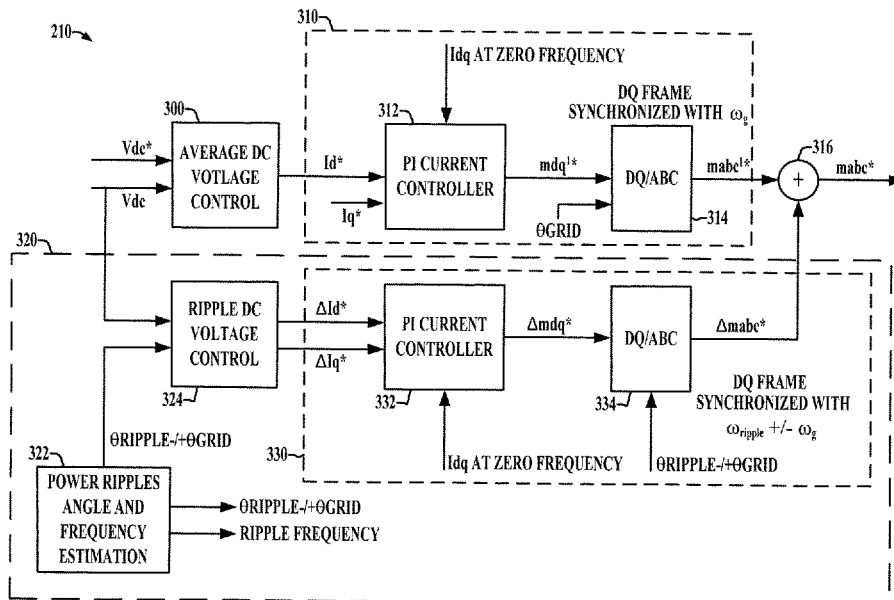 210
310
Idq AT ZERO FREQUENCY
300
312
DQ FRAME
SYNCHRONIZED WITH ωg
316
Vdc*
Vdc
AVERAGE DC
VOTLAGE
CONTROL
Id*
Iq*
PI CURRENT
CONTROLLER
mdq1*
θGRID
DQ/ABC
314
mabc1*
+
mabc*
320
RIPPLE DC
VOLTAGE
CONTROL
324
ΔId*
ΔIq*
PI CURRENT
CONTROLLER
332
Δmdq*
DQ/ABC
334
Δmabc*
DQ FRAME
SYNCHRONIZED WITH
ωripple +/- ωg
θRIPPLE-/+θGRID
322
330
Idq AT ZERO FREQUENCY
θRIPPLE-/+θGRID
POWER RIPPLES
ANGLE AND
FREQUENCY
ESTIMATION
θRIPPLE-/+θGRID
RIPPLE FREQUENCY